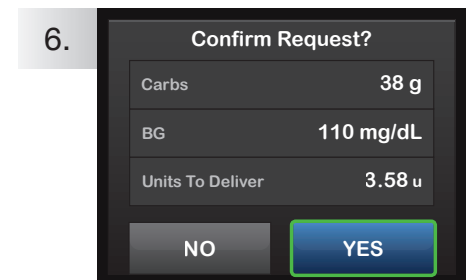 6.
Confirm Request?
Carbs 38 g
BG 110 mg/dL
Units To Deliver 3.58 u
NO YES